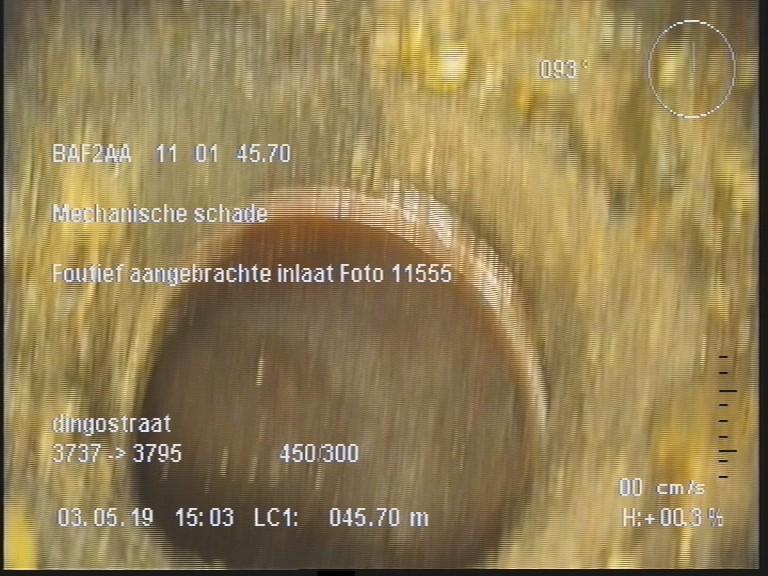 093°
BAF2AA 11 01 45.70
Mechanische schade
Foutief aangebrachte inlaat Foto 11555
dingostraat
3737 -> 3795 450/300
00 cm/s
03.05.19 15:03 LC1: 045.70 m H:+00.3 %